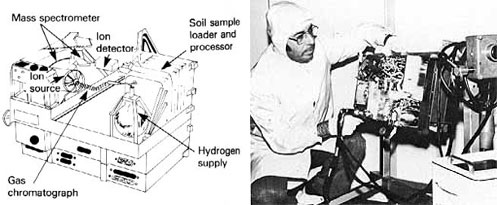 Mass spectrometer
Ion
detector
Soil sample
loader and
processor
Ion
source
Hydrogen
supply
Gas
chromatograph